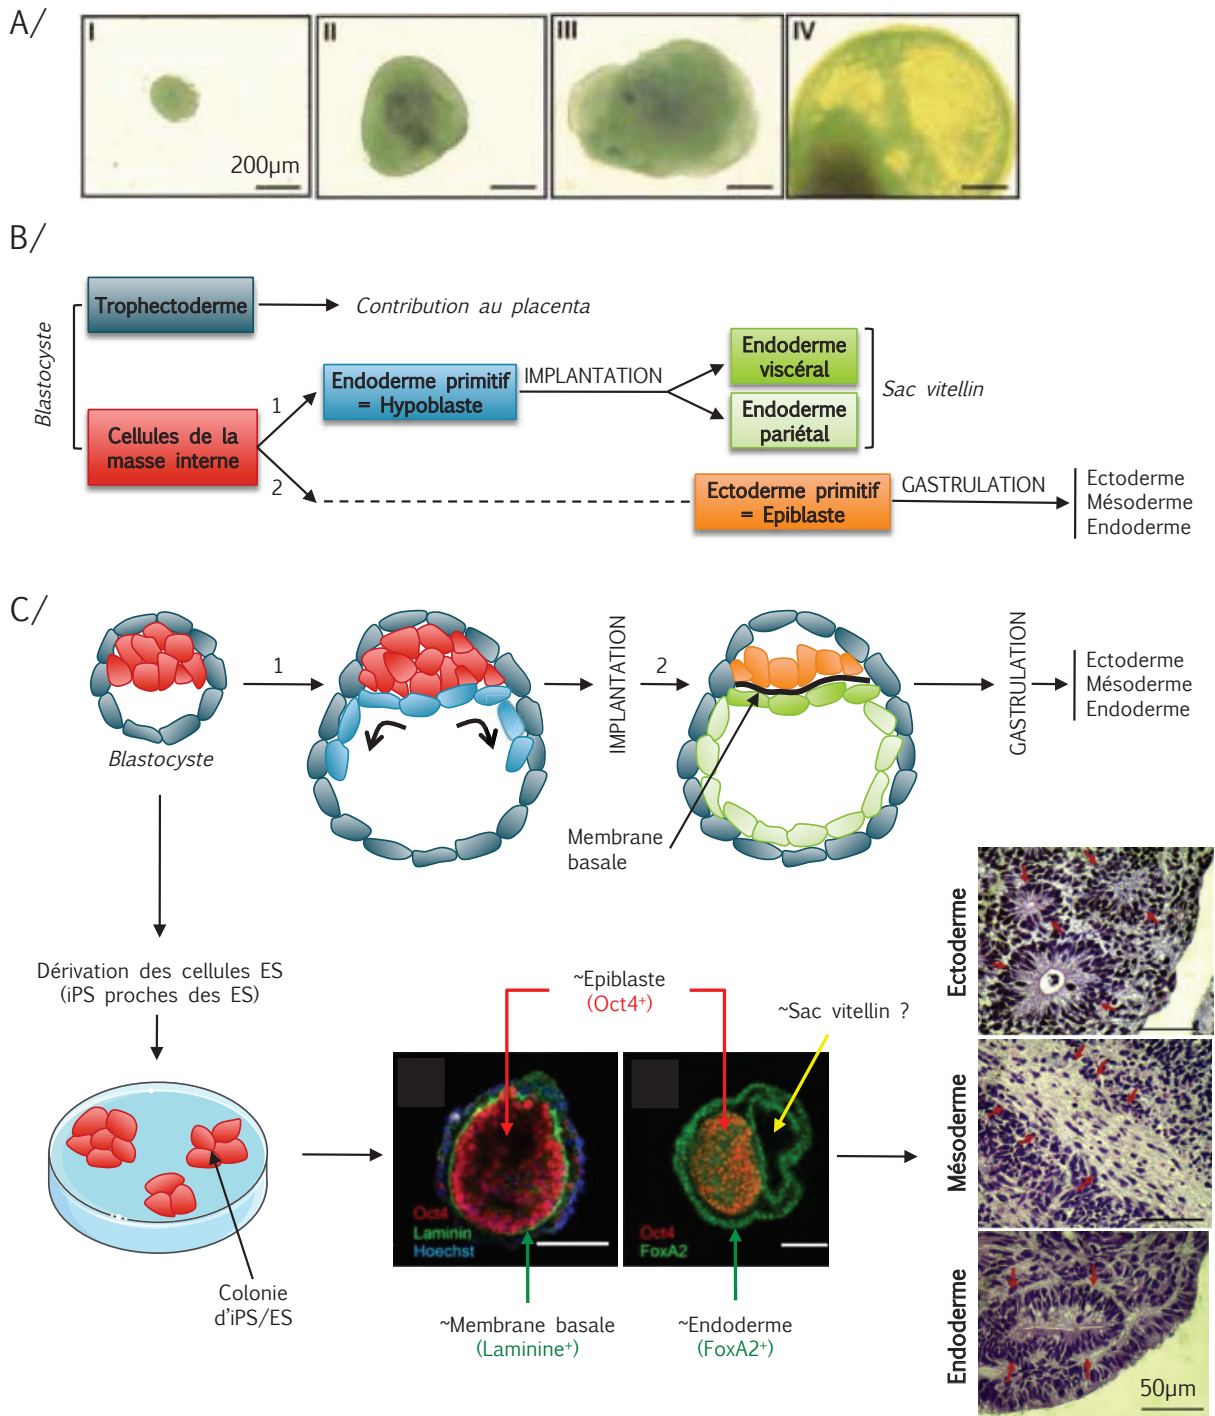 A/
I
II
III
IV
200µm
B/
Blastocyste
Trophectoderme
Contribution au placenta
Cellules de la
masse interne
1
2
Endoderme primitif
= Hypoblaste
IMPLANTATION
Endoderme
viscéral
Endoderme
pariétal
Sac vitellin
Ectoderme primitif
= Epiblaste
GASTRULATION
Ectoderme
Mésoderme
Endoderme
C/
1
Blastocyste
IMPLANTATION
2
Membrane
basale
GASTRULATION
Ectoderme
Mésoderme
Endoderme
Dérivation des cellules ES
(iPS proches des ES)
Colonie
d'iPS/ES
~Epiblaste
(Oct4⁺)
~Sac vitellin ?
Oct4
Laminin
Hoechst
Oct4
FoxA2
~Membrane basale
(Laminine⁺)
~Endoderme
(FoxA2⁺)
Ectoderme
Mésoderme
Endoderme
50µm